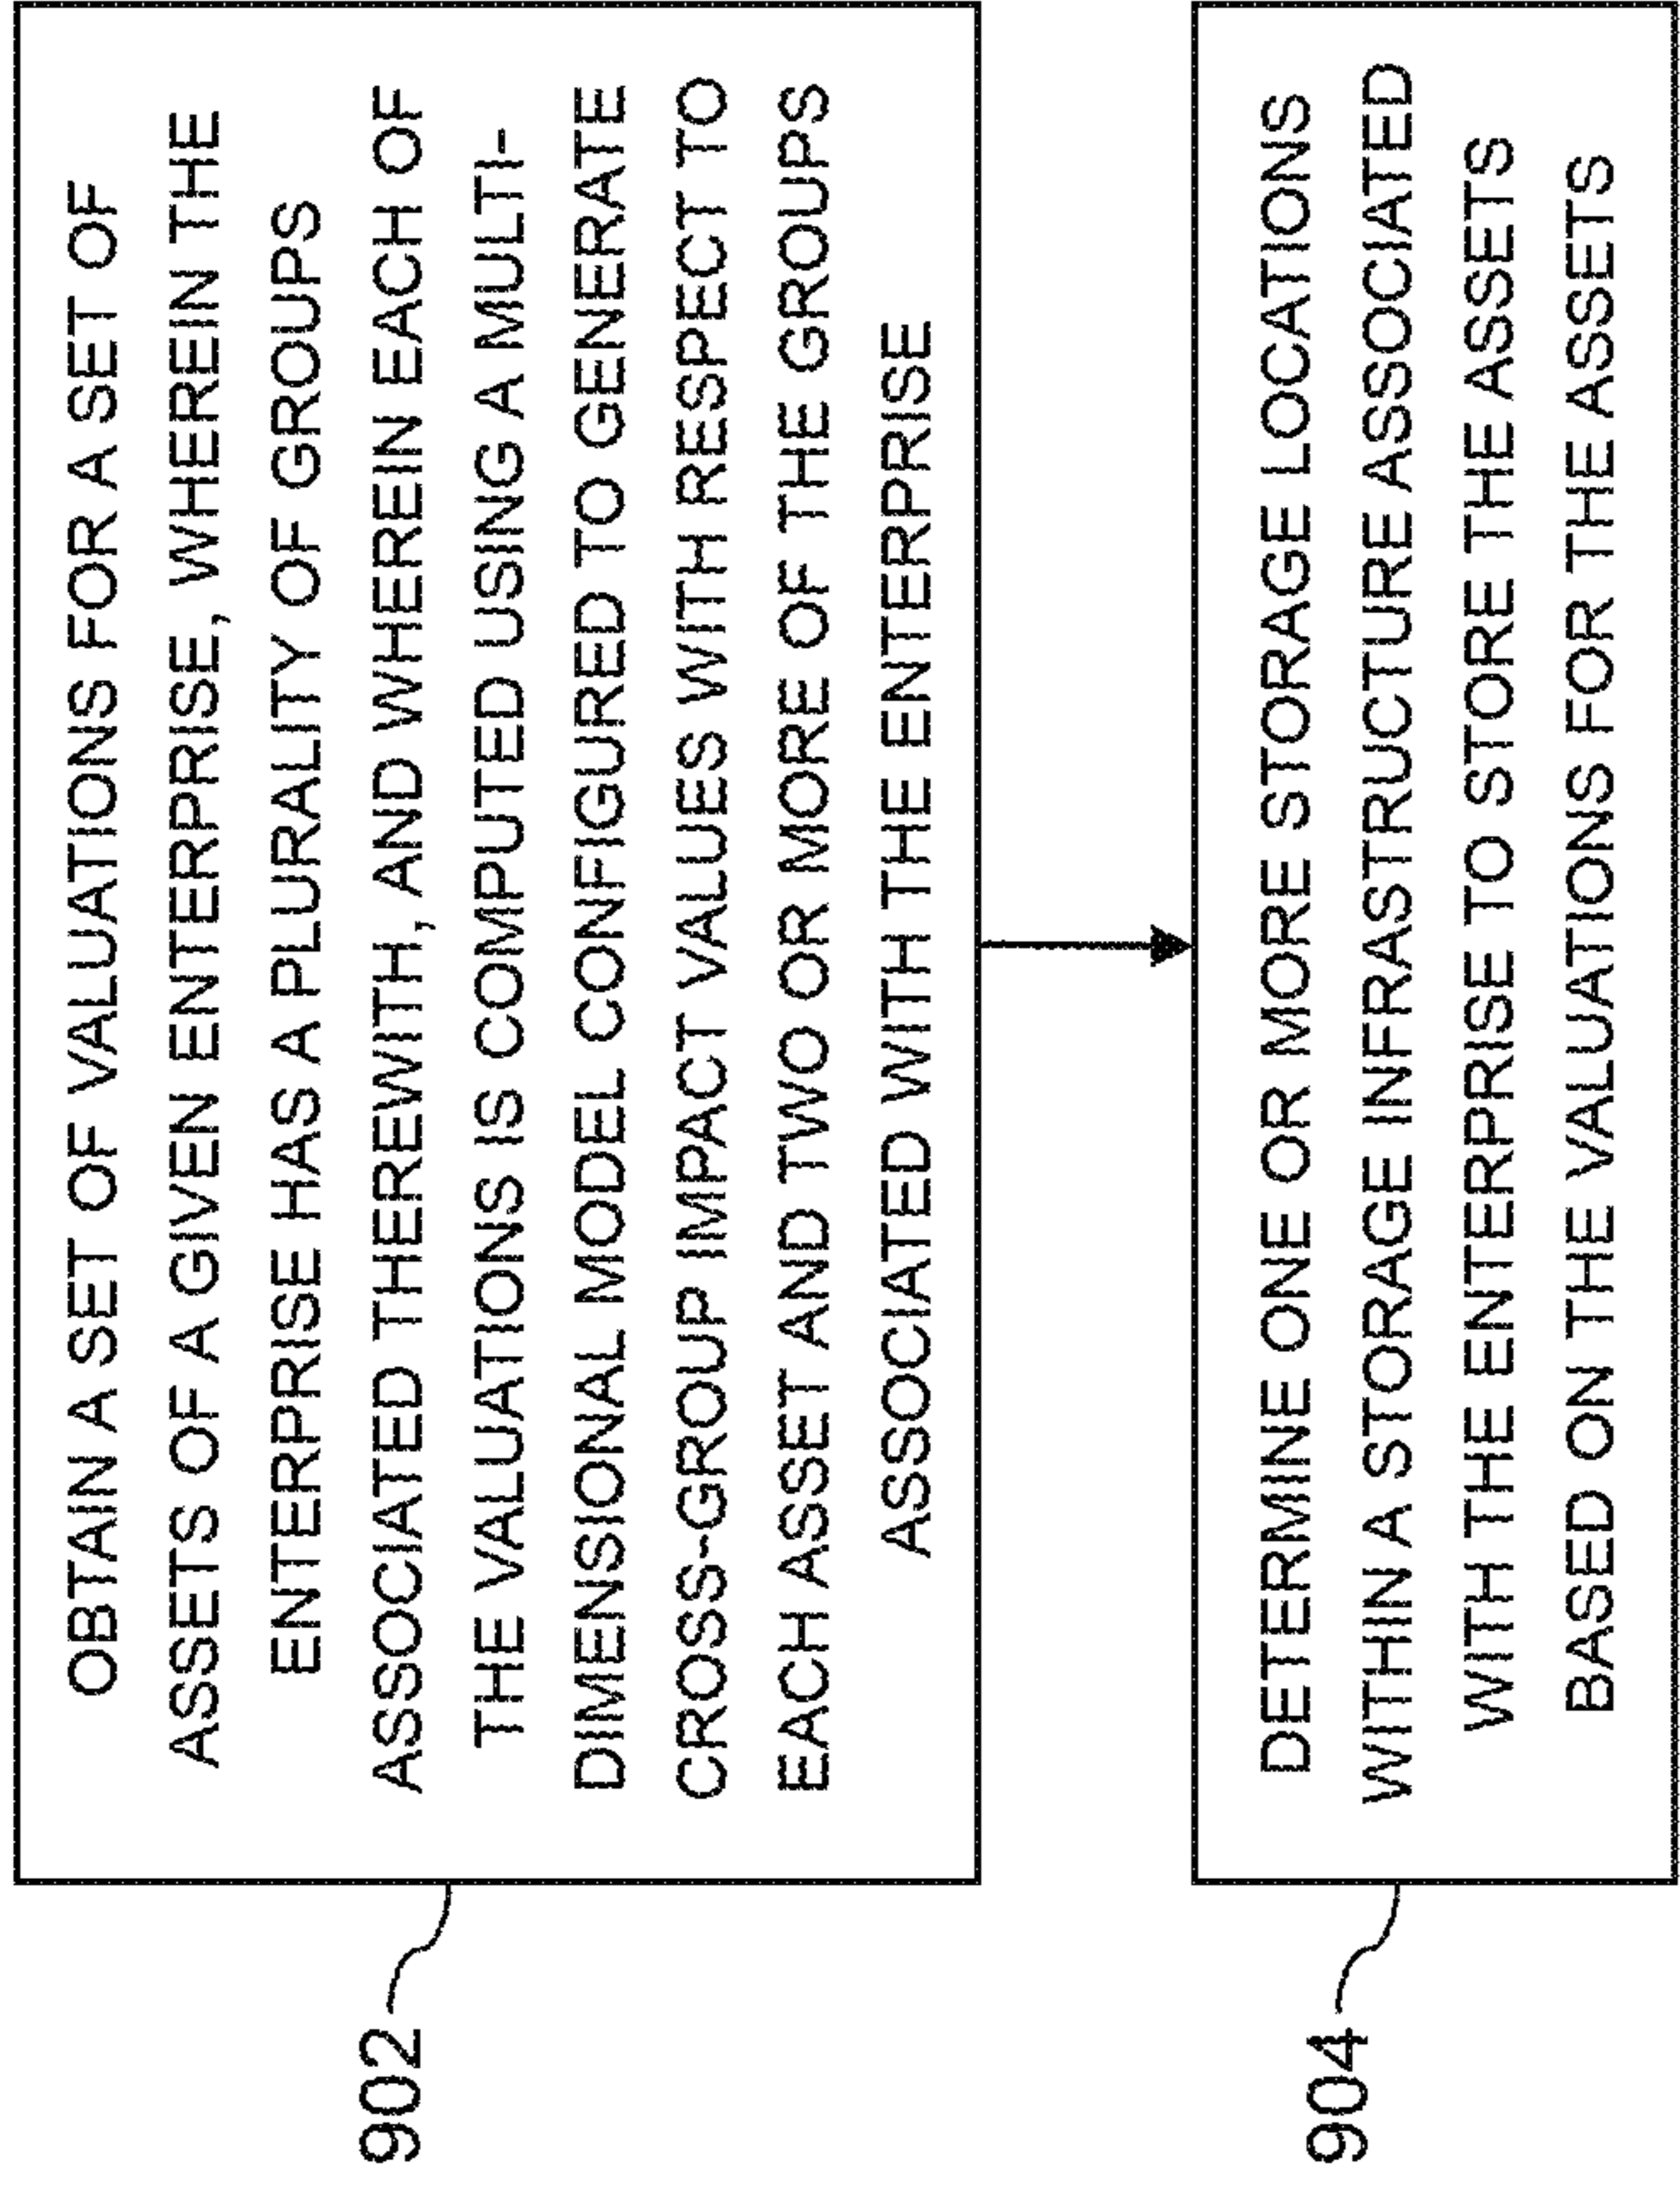 OBTAIN A SET OF VALUATIONS FOR A SET OF
ASSETS OF A GIVEN ENTERPRISE, WHEREIN THE
ENTERPRISE HAS A PLURALITY OF GROUPS
ASSOCIATED THEREWITH, AND WHEREIN EACH OF
THE VALUATIONS IS COMPUTED USING A MULTI-
DIMENSIONAL MODEL CONFIGURED TO GENERATE
CROSS-GROUP IMPACT VALUES WITH RESPECT TO
EACH ASSET AND TWO OR MORE OF THE GROUPS
ASSOCIATED WITH THE ENTERPRISE
902
DETERMINE ONE OR MORE STORAGE LOCATIONS
WITHIN A STORAGE INFRASTRUCTURE ASSOCIATED
WITH THE ENTERPRISE TO STORE THE ASSETS
BASED ON THE VALUATIONS FOR THE ASSETS
904